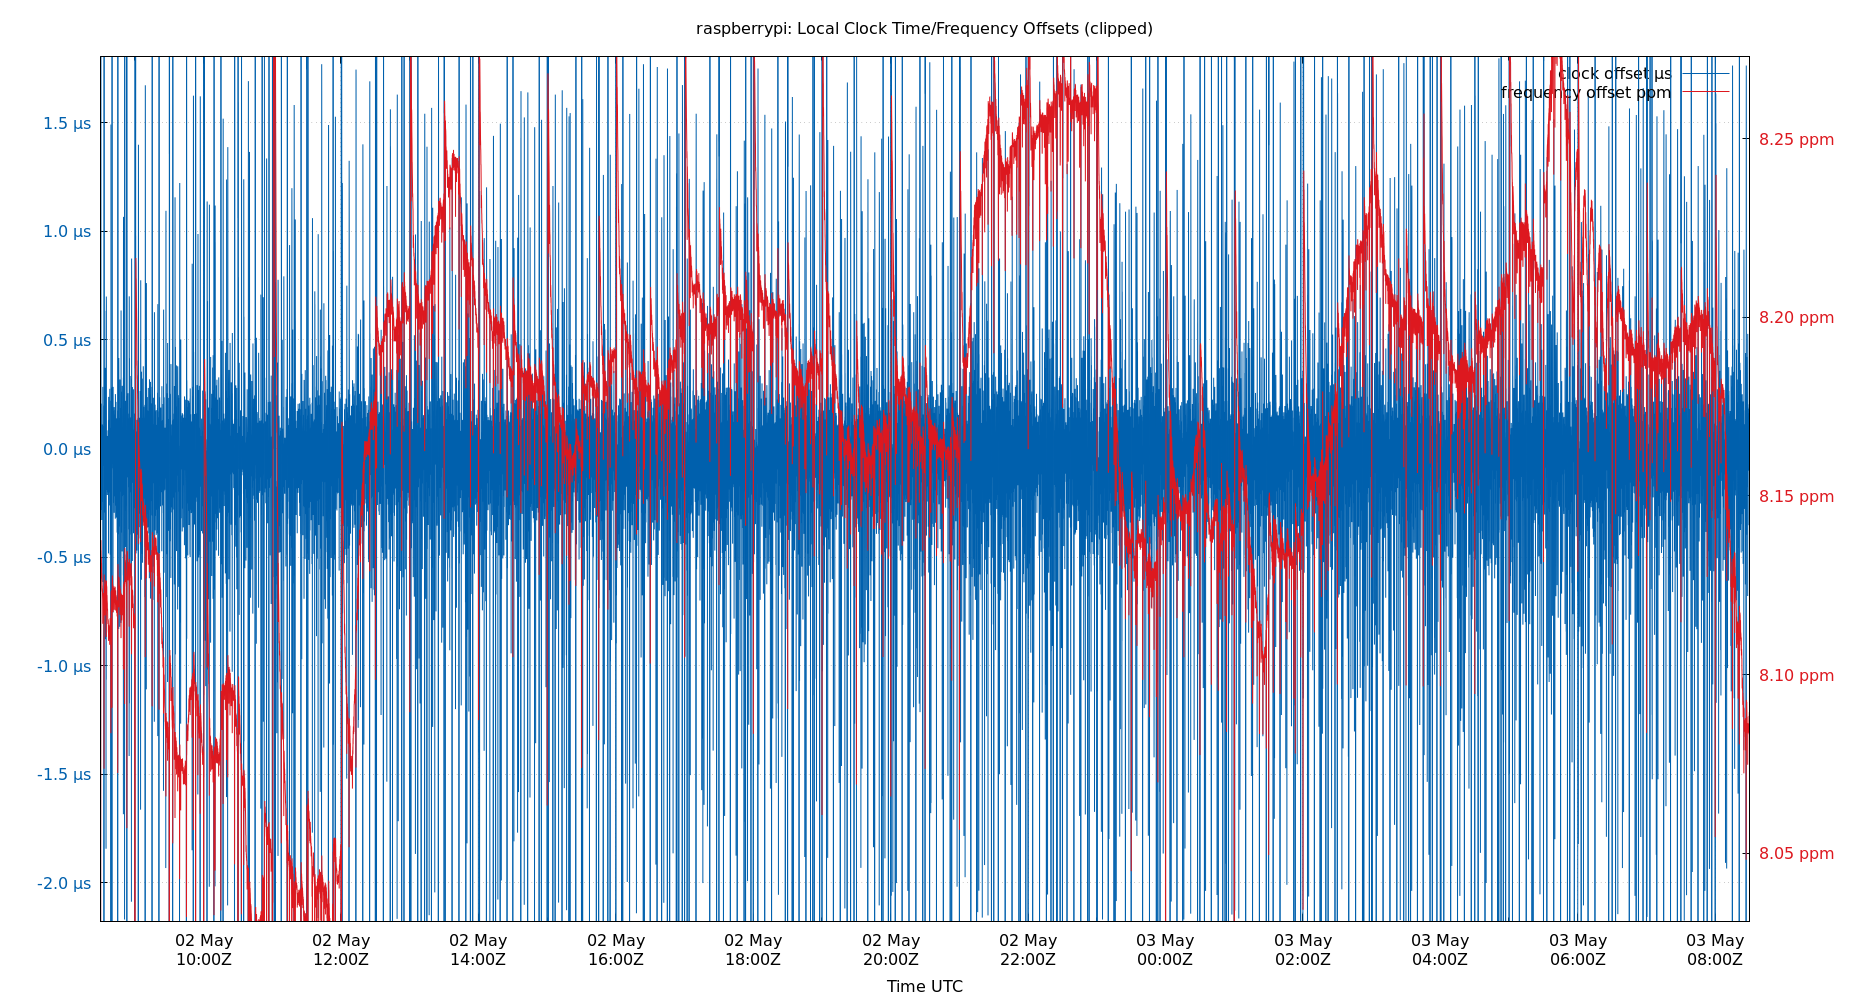 raspberrypi: Local Clock Time/Frequency Offsets (clipped)
clock offset µs
frequency offset ppm
1.5 µs
1.0 µs
0.5 µs
0.0 µs
-0.5 µs
-1.0 µs
-1.5 µs
-2.0 µs
8.25 ppm
8.20 ppm
8.15 ppm
8.10 ppm
8.05 ppm
02 May 02 May 02 May 02 May 02 May 02 May 02 May 03 May 03 May 03 May 03 May 03 May
10:00Z 12:00Z 14:00Z 16:00Z 18:00Z 20:00Z 22:00Z 00:00Z 02:00Z 04:00Z 06:00Z 08:00Z
Time UTC